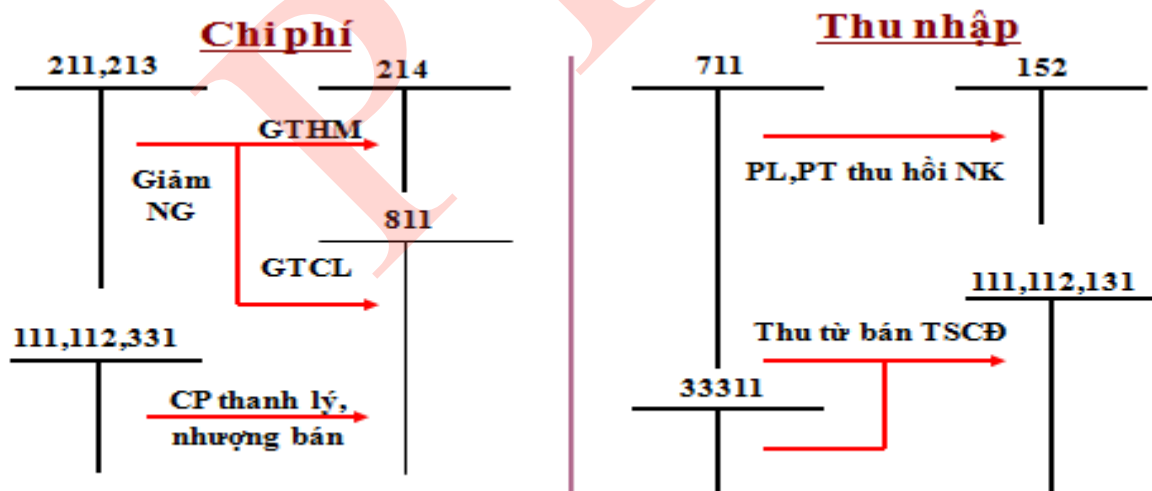 Chi phí
211,213
214
GTHM
Giảm
NG
811
GTCL
111,112,331
CP thanh lý,
nhượng bán
Thu nhập
711
152
PL,PT thu hồi NK
111,112,131
Thu từ bán TSCĐ
33311